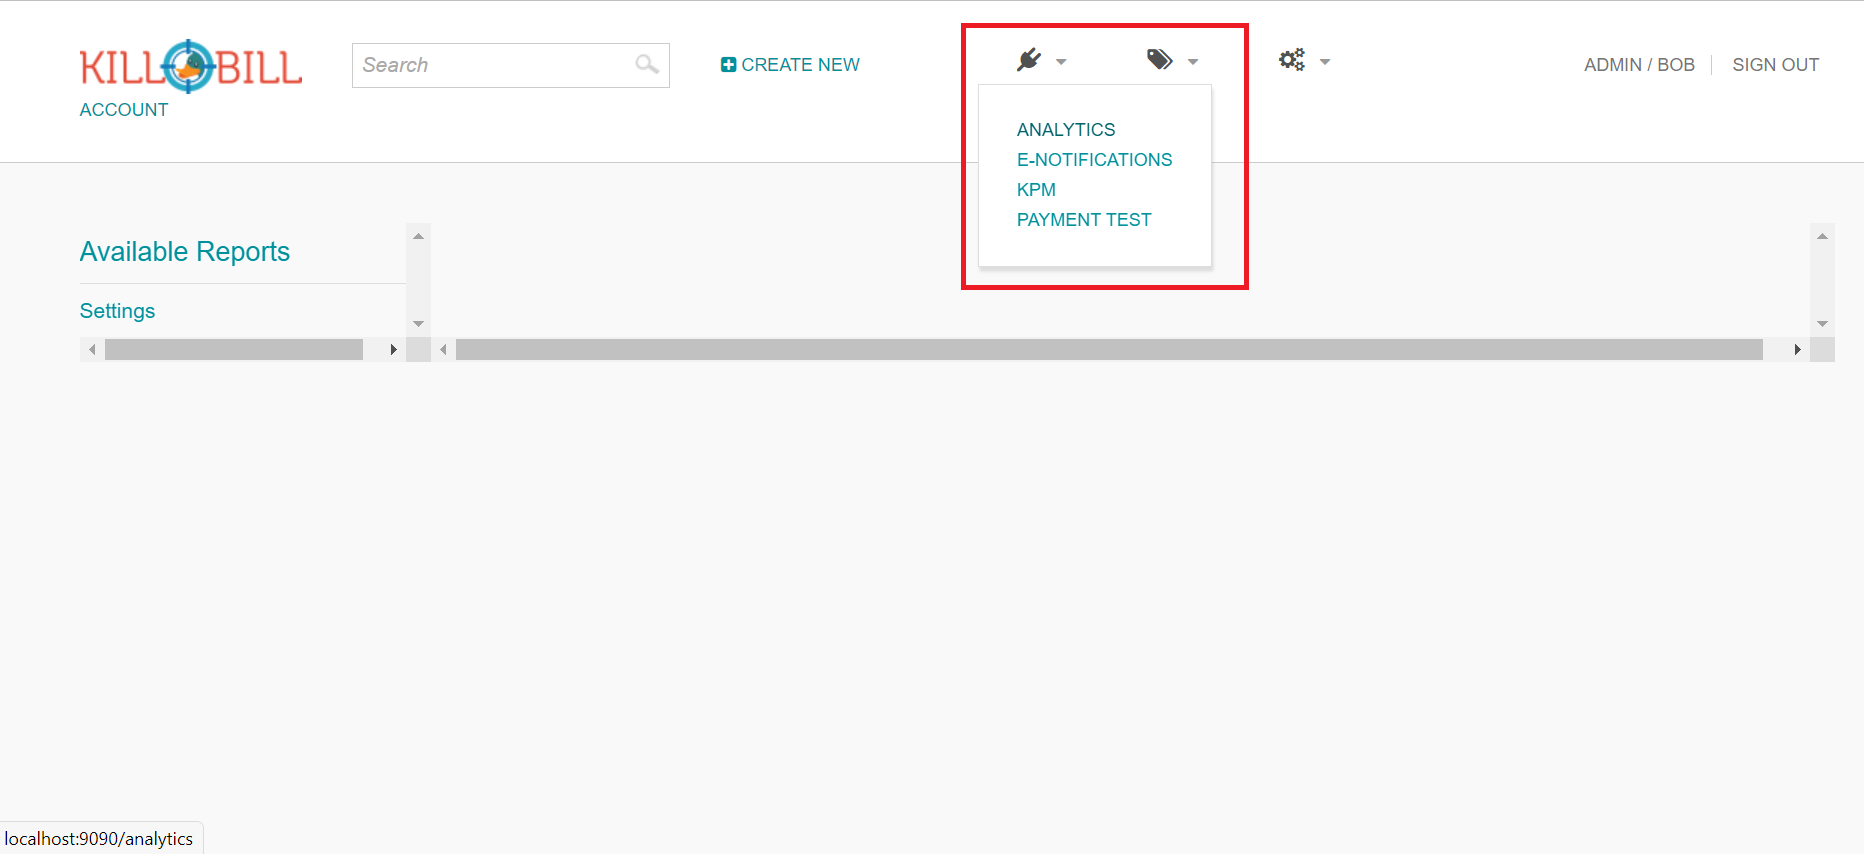 KILL BILL
ACCOUNT
Search
CREATE NEW
ADMIN / BOB
SIGN OUT
ANALYTICS
E-NOTIFICATIONS
KPM
PAYMENT TEST
Available Reports
Settings
localhost:9090/analytics